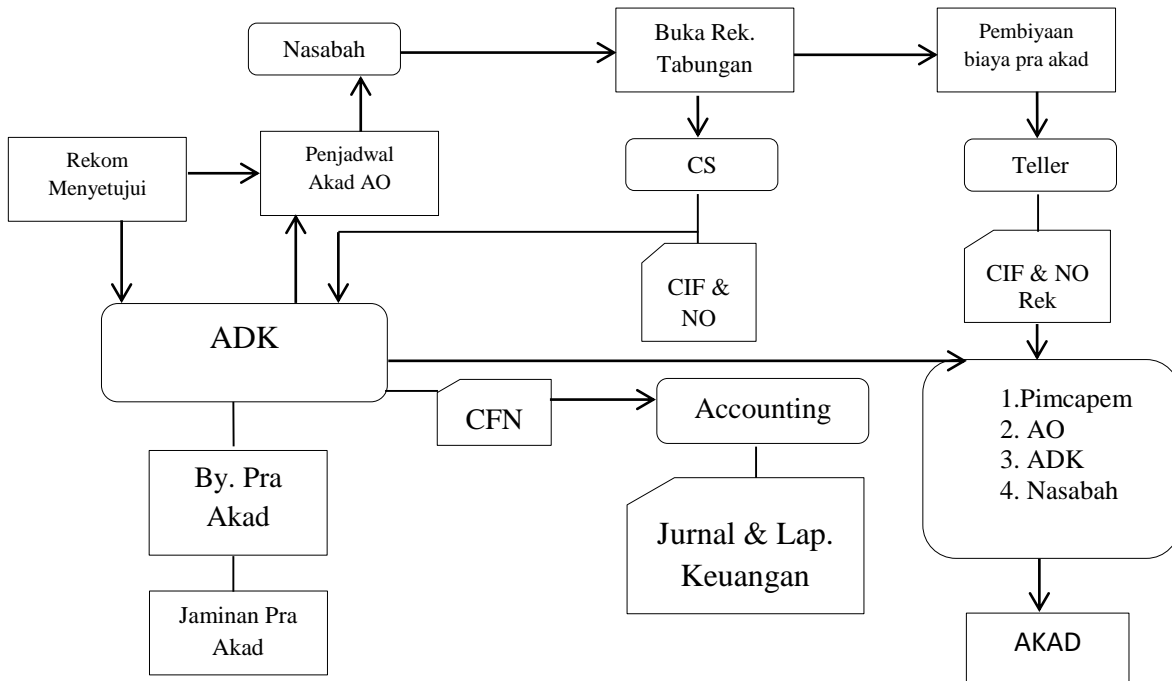 Nasabah
Buka Rek.
Tabungan
Pembiyaan
biaya pra akad
Rekom
Menyetujui
Penjadwal
Akad AO
CS
Teller
CIF &
NO
CIF & NO
Rek
ADK
CFN
Accounting
1.Pimcapem
2. AO
3. ADK
4. Nasabah
By. Pra
Akad
Jurnal & Lap.
Keuangan
Jaminan Pra
Akad
AKAD